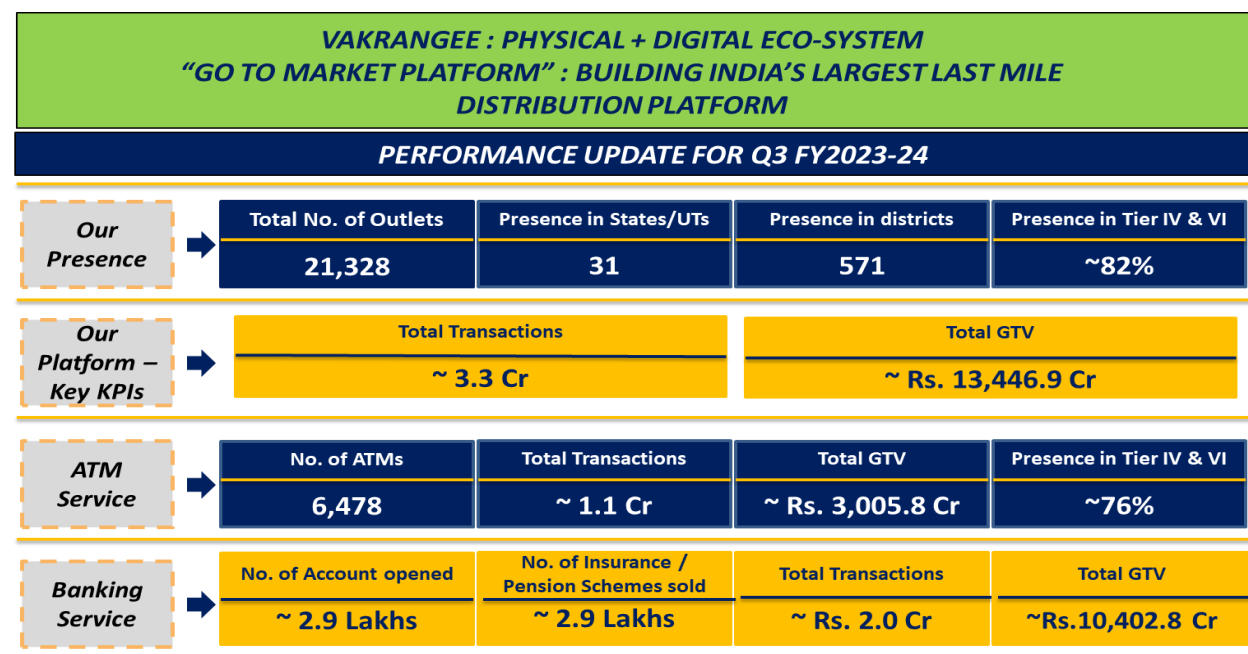 VAKRANGEE : PHYSICAL + DIGITAL ECO-SYSTEM
“GO TO MARKET PLATFORM” : BUILDING INDIA’S LARGEST LAST MILE
DISTRIBUTION PLATFORM
PERFORMANCE UPDATE FOR Q3 FY2023-24
Our
Presence
Total No. of Outlets
21,328
Presence in States/UTs
31
Presence in districts
571
Presence in Tier IV & VI
~82%
Our
Platform –
Key KPIs
Total Transactions
~ 3.3 Cr
Total GTV
~ Rs. 13,446.9 Cr
ATM
Service
No. of ATMs
6,478
Total Transactions
~ 1.1 Cr
Total GTV
~ Rs. 3,005.8 Cr
Presence in Tier IV & VI
~76%
Banking
Service
No. of Account opened
~ 2.9 Lakhs
No. of Insurance /
Pension Schemes sold
~ 2.9 Lakhs
Total Transactions
~ Rs. 2.0 Cr
Total GTV
~Rs.10,402.8 Cr